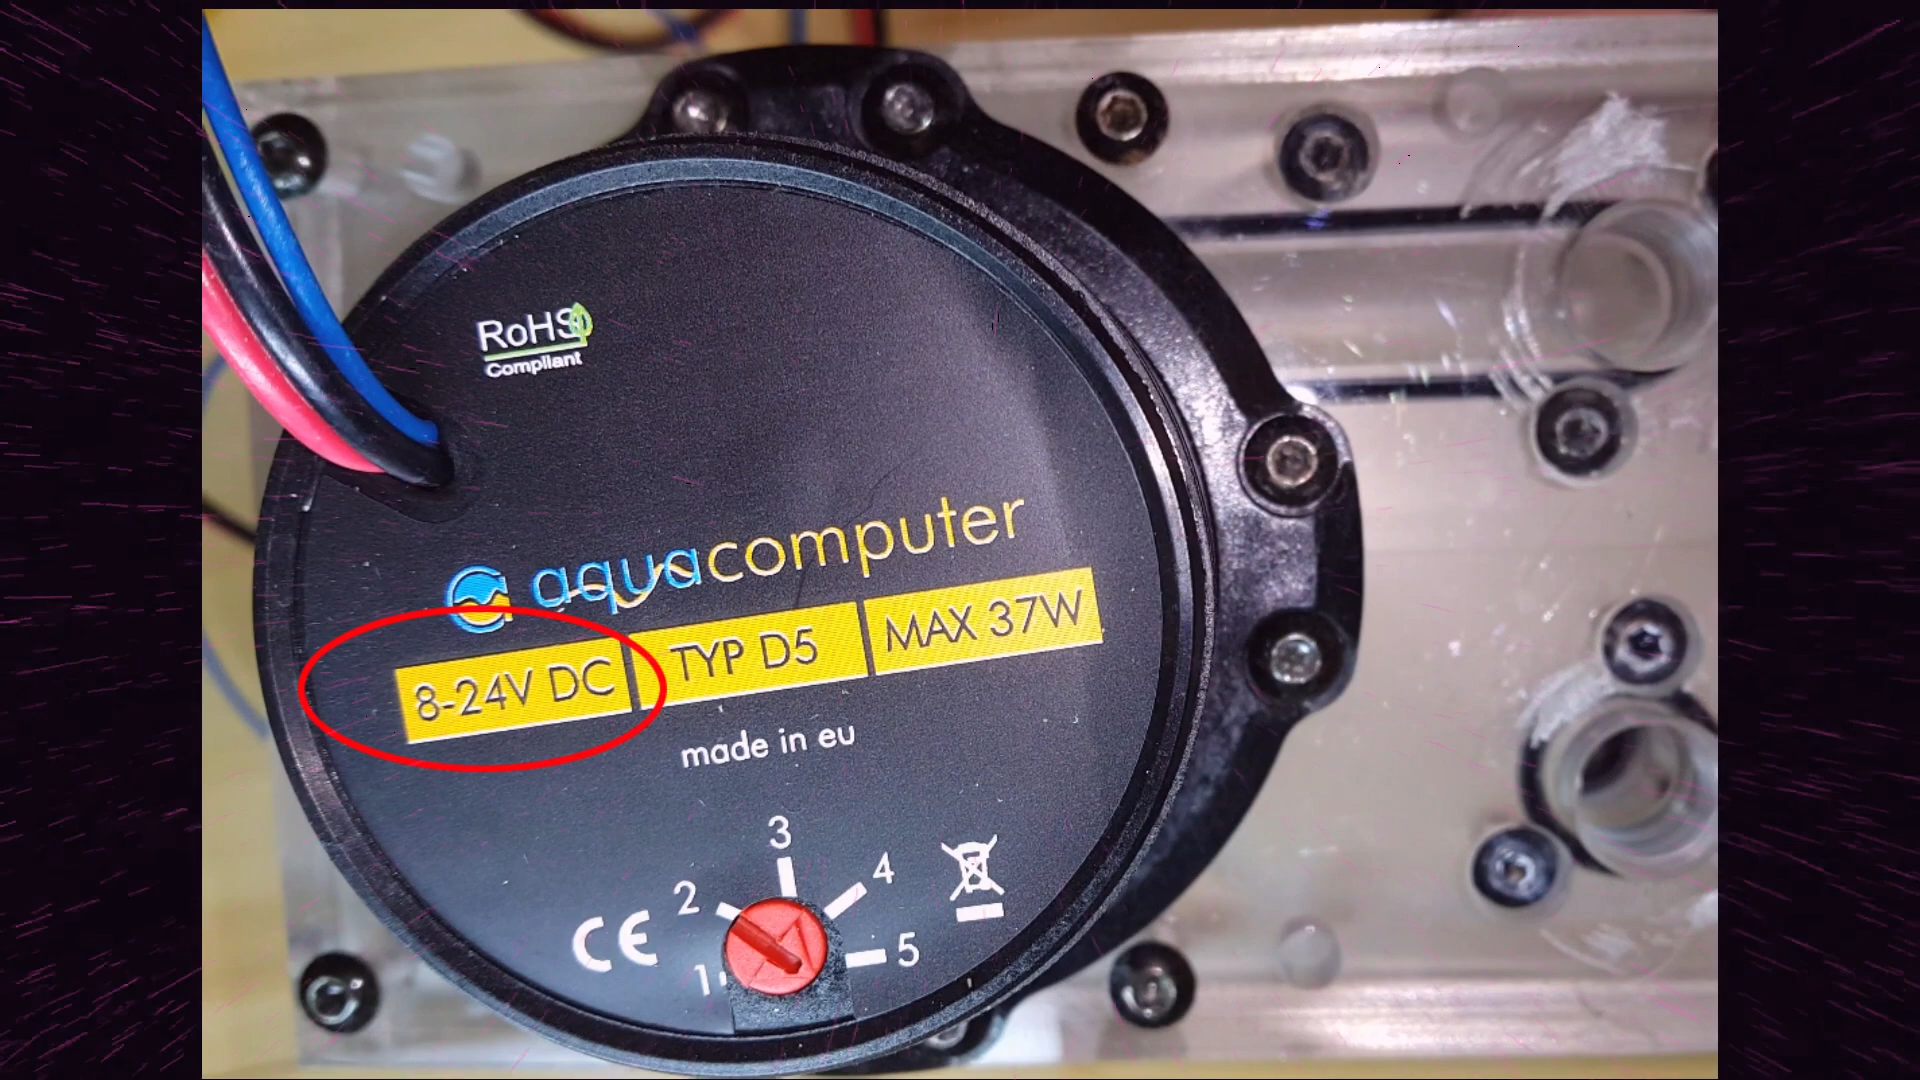 RoHS
Compliant
aquacomputer
8-24V DC TYP D5 MAX 37W
made in eu
1 2 3 4 5
CE